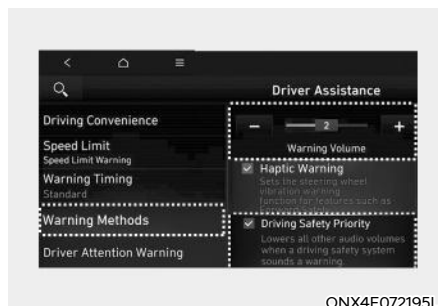 Driver Assistance
Driving Convenience
Speed Limit
Speed Limit Warning
Warning Timing
Standard
Warning Methods
Driver Attention Warning
2
Warning Volume
Haptic Warning
Sets the steering wheel
vibration warning
function for features such as
Forward Safety.
Driving Safety Priority
Lowers all other audio volumes
when a driving safety system
sounds a warning.
ONX4E072195L